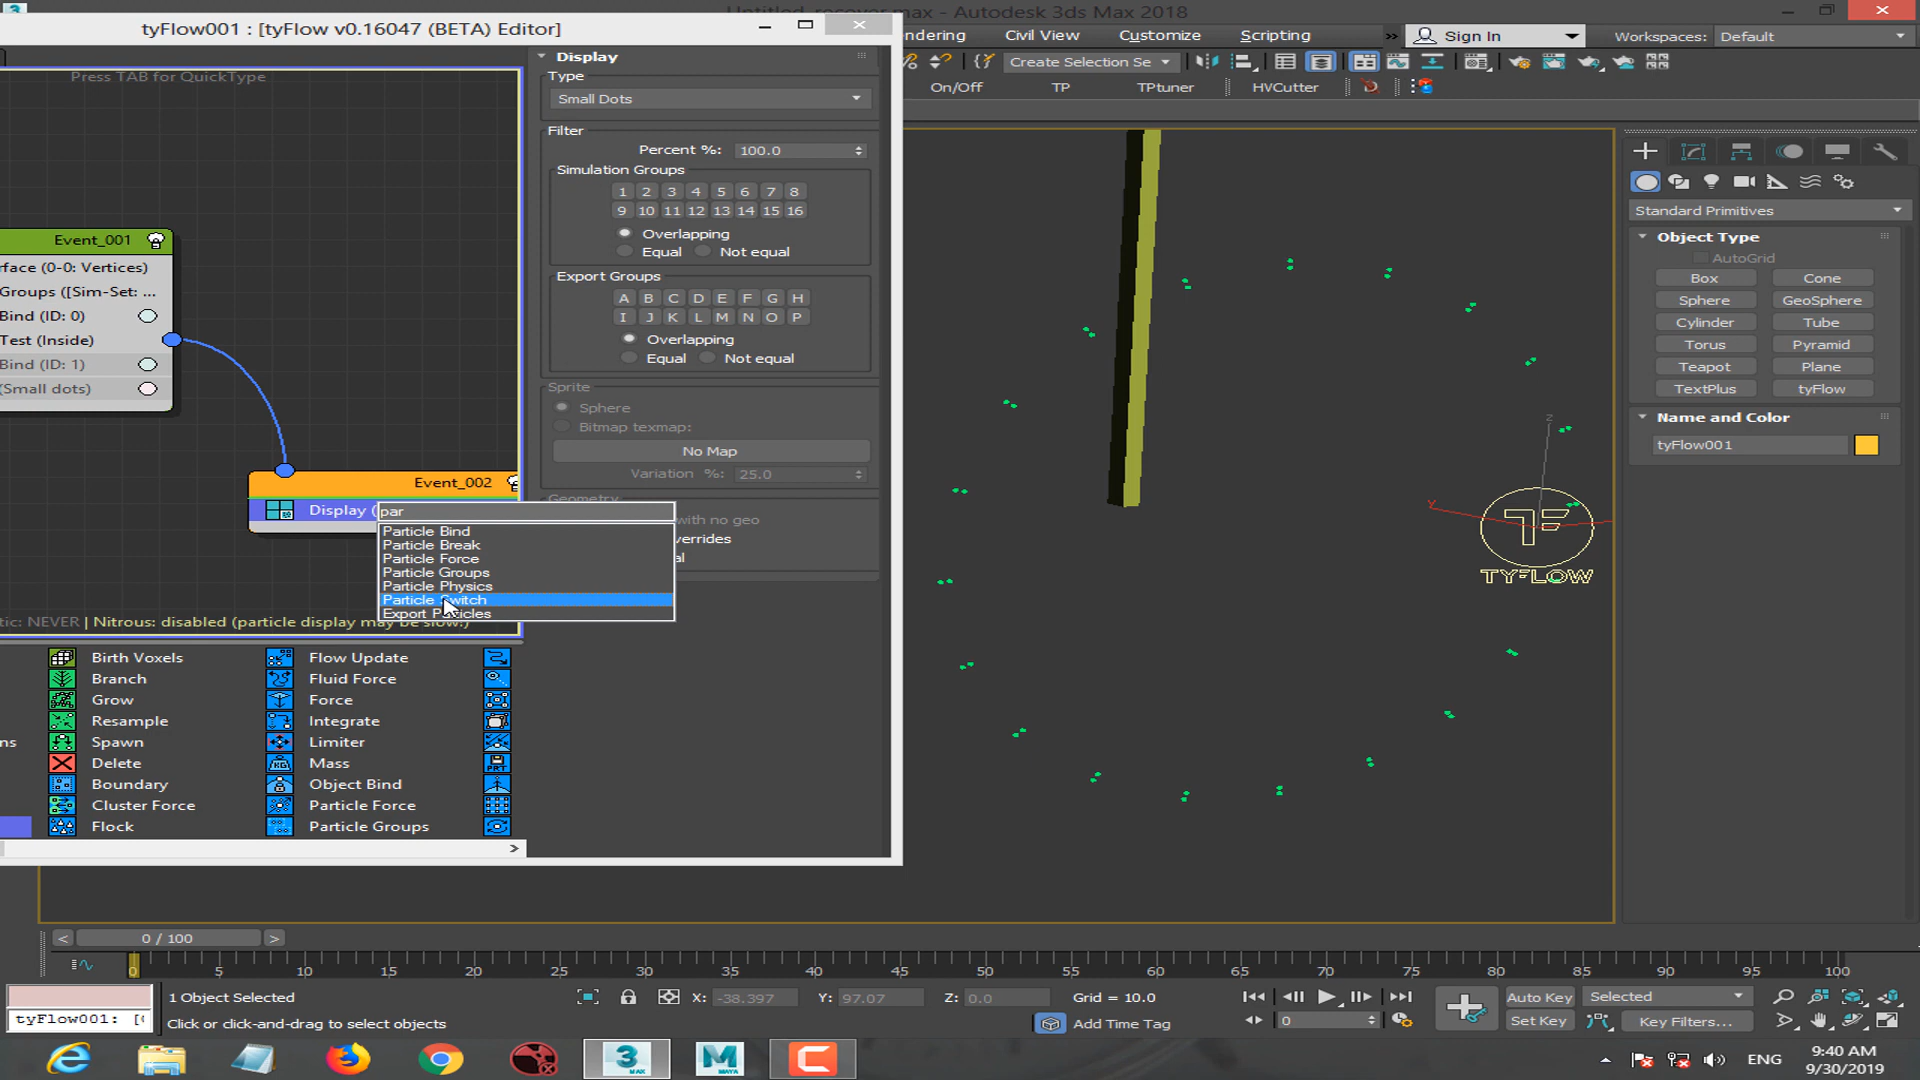 Untitled_recover.max - Autodesk 3ds Max 2018
tyFlow001 : [tyFlow v0.16047 (BETA) Editor]
Rendering Civil View Customize Scripting
Sign In
Workspaces: Default
Create Selection Se
On/Off TP TPtuner HVCutter
Press TAB for QuickType
Event_001
rface (0-0: Vertices)
Groups ([Sim-Set: ...
Bind (ID: 0)
Test (Inside)
Bind (ID: 1)
(Small dots)
Event_002
Display (
par
Particle Bind
Particle Break
Particle Force
Particle Groups
Particle Physics
Particle Switch
Export Particles
tic: NEVER | Nitrous: disabled (particle display may be slow!)
Birth Voxels
Branch
Grow
Resample
Spawn
Delete
Boundary
Cluster Force
Flock
ns
Flow Update
Fluid Force
Force
Integrate
Limiter
Mass
Object Bind
Particle Force
Particle Groups
Display
Type
Small Dots
Filter
Percent %: 100.0
Simulation Groups
1 2 3 4 5 6 7 8
9 10 11 12 13 14 15 16
Overlapping
Equal Not equal
Export Groups
A B C D E F G H
I J K L M N O P
Overlapping
Equal Not equal
Sprite
Sphere
Bitmap texmap:
No Map
Variation %: 25.0
Geometry
with no geo
errides
al
z
y
TF
TYFLOW
Standard Primitives
Object Type
AutoGrid
Box Cone
Sphere GeoSphere
Cylinder Tube
Torus Pyramid
Teapot Plane
TextPlus tyFlow
Name and Color
tyFlow001
< 0 / 100 >
0 5 10 15 20 25 30 35 40 45 50 55 60 65 70 75 80 85 90 95 100
1 Object Selected
Click or click-and-drag to select objects
tyFlow001: [(
X: -38.397 Y: 97.07 Z: 0.0 Grid = 10.0
Add Time Tag
0
Auto Key Selected
Set Key Key Filters...
3
MAX
M
MAYA
C
ENG
9:40 AM
9/30/2019